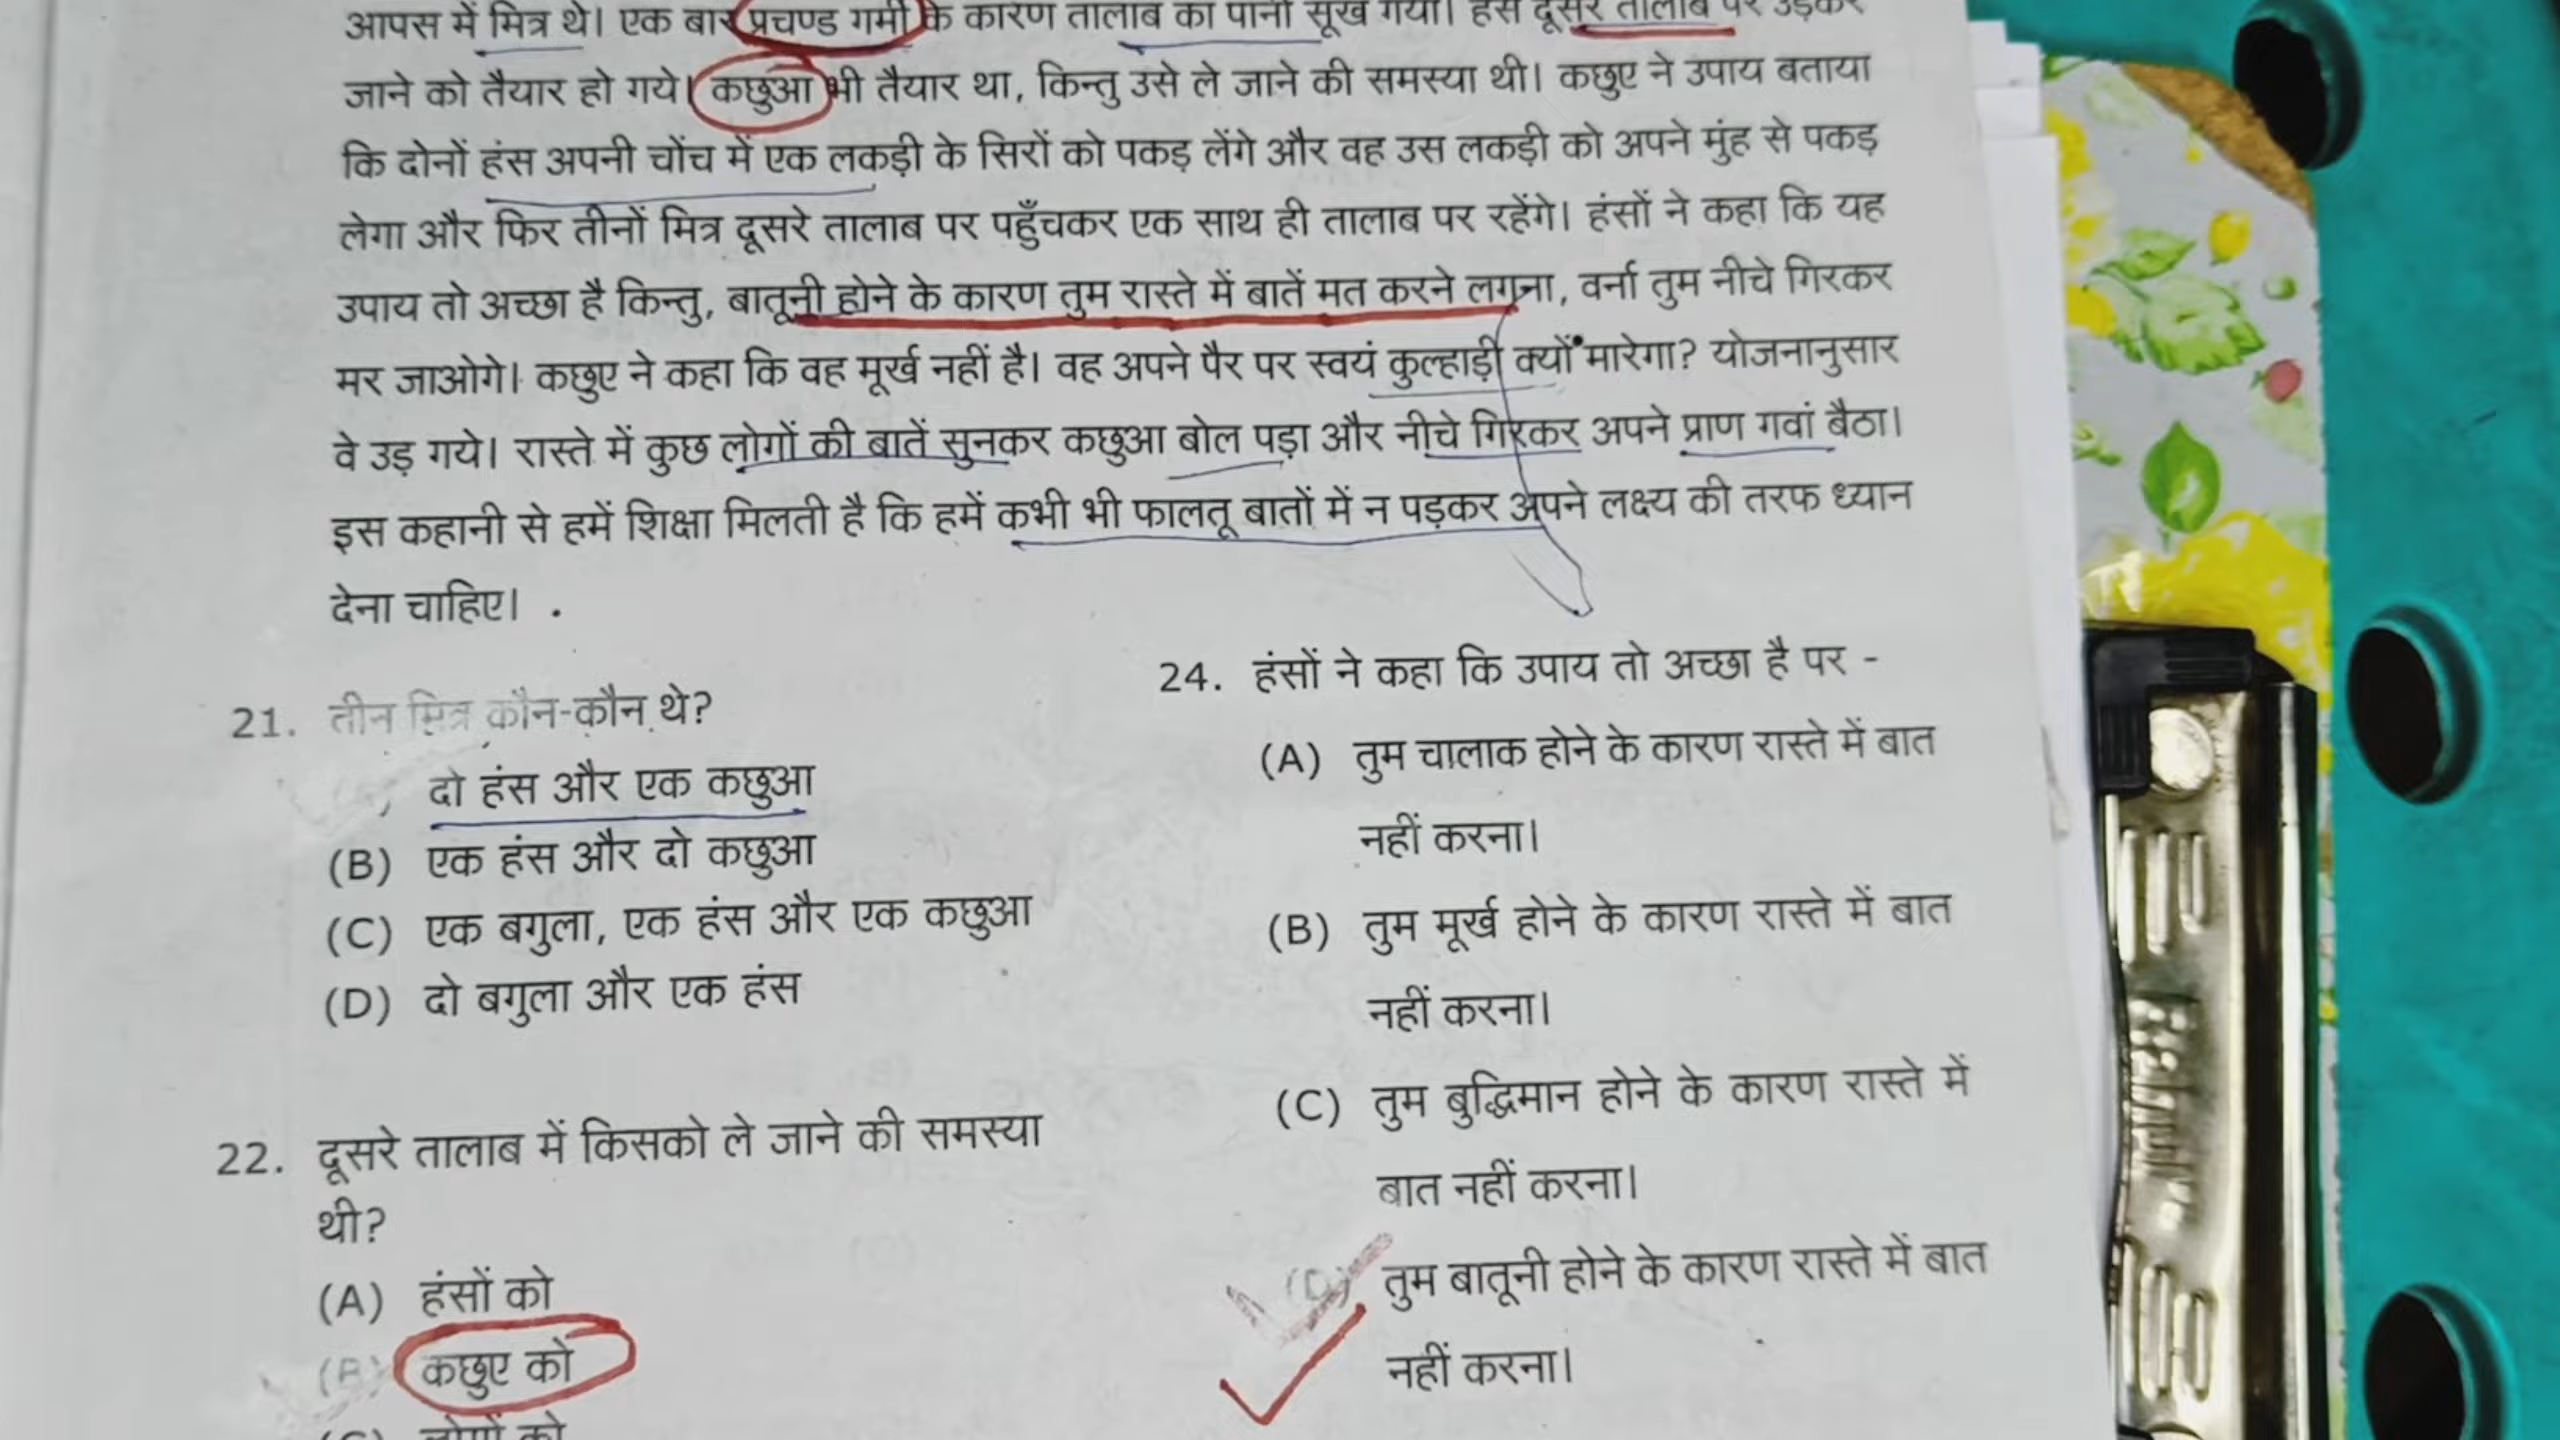 आपस में मित्र थे। एक बार प्रचण्ड गर्मी के कारण तालाब का पानी सूख गया। हंस दूसरे तालाब पर उड़कर
जाने को तैयार हो गये। कछुआ भी तैयार था, किन्तु उसे ले जाने की समस्या थी। कछुए ने उपाय बताया
कि दोनों हंस अपनी चोंच में एक लकड़ी के सिरों को पकड़ लेंगे और वह उस लकड़ी को अपने मुंह से पकड़
लेगा और फिर तीनों मित्र दूसरे तालाब पर पहुँचकर एक साथ ही तालाब पर रहेंगे। हंसों ने कहा कि यह
उपाय तो अच्छा है किन्तु, बातूनी होने के कारण तुम रास्ते में बातें मत करने लगना, वर्ना तुम नीचे गिरकर
मर जाओगे। कछुए ने कहा कि वह मूर्ख नहीं है। वह अपने पैर पर स्वयं कुल्हाड़ी क्यों मारेगा? योजनानुसार
वे उड़ गये। रास्ते में कुछ लोगों की बातें सुनकर कछुआ बोल पड़ा और नीचे गिरकर अपने प्राण गवां बैठा।
इस कहानी से हमें शिक्षा मिलती है कि हमें कभी भी फालतू बातों में न पड़कर अपने लक्ष्य की तरफ ध्यान
देना चाहिए।
21. तीन मित्र कौन-कौन थे?
दो हंस और एक कछुआ
(B) एक हंस और दो कछुआ
(C) एक बगुला, एक हंस और एक कछुआ
(D) दो बगुला और एक हंस
22. दूसरे तालाब में किसको ले जाने की समस्या
थी?
(A) हंसों को
(B) कछुए को
(C) लोगों को
24. हंसों ने कहा कि उपाय तो अच्छा है पर -
(A) तुम चालाक होने के कारण रास्ते में बात
नहीं करना।
(B) तुम मूर्ख होने के कारण रास्ते में बात
नहीं करना।
(C) तुम बुद्धिमान होने के कारण रास्ते में
बात नहीं करना।
(D) तुम बातूनी होने के कारण रास्ते में बात
नहीं करना।